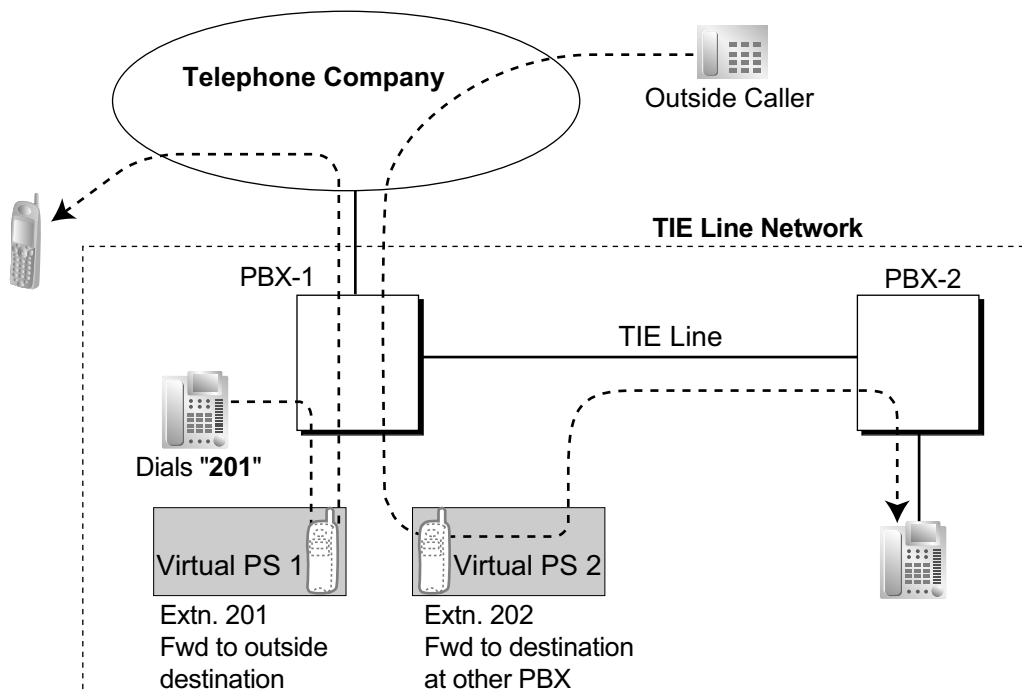 Telephone Company
Outside Caller
TIE Line Network
PBX-1
PBX-2
TIE Line
Dials "201"
Virtual PS 1
Virtual PS 2
Extn. 201
Fwd to outside
destination
Extn. 202
Fwd to destination
at other PBX